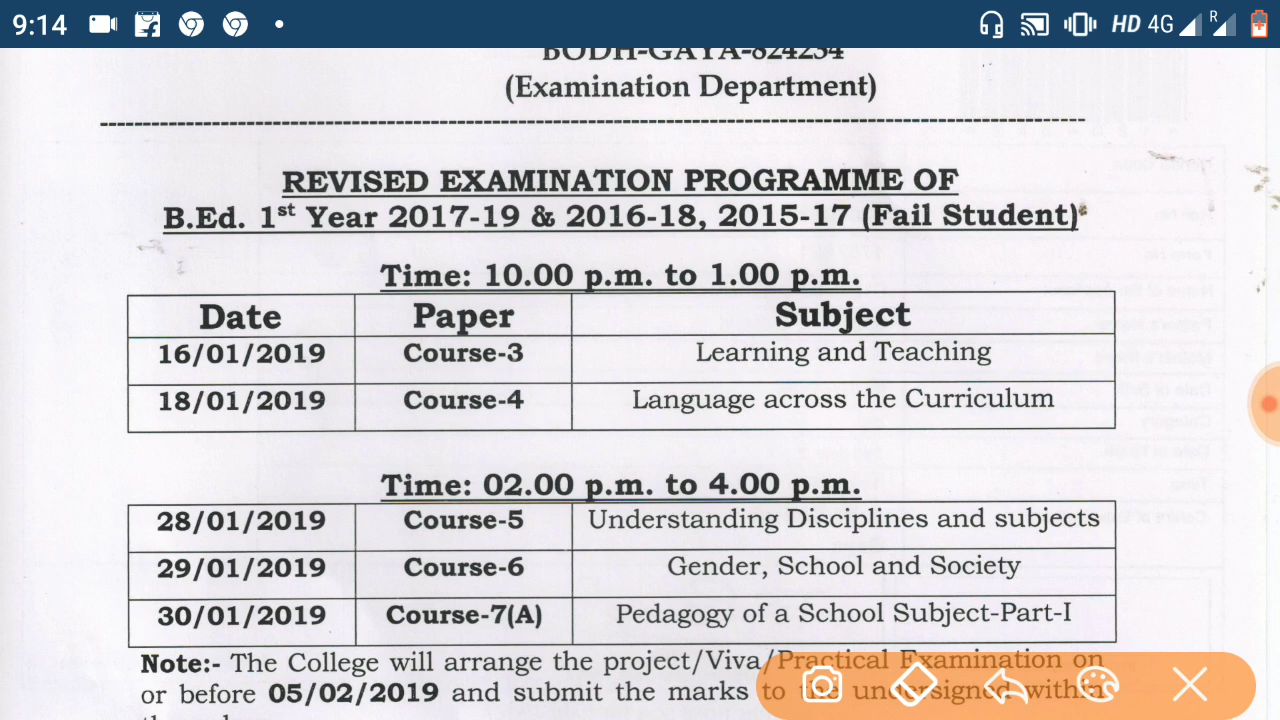 9:14 HD 4G R
BODH-GAYA-824234
(Examination Department)
REVISED EXAMINATION PROGRAMME OF
B.Ed. 1st Year 2017-19 & 2016-18, 2015-17 (Fail Student)
Time: 10.00 p.m. to 1.00 p.m.
Date Paper Subject
16/01/2019 Course-3 Learning and Teaching
18/01/2019 Course-4 Language across the Curriculum
Time: 02.00 p.m. to 4.00 p.m.
28/01/2019 Course-5 Understanding Disciplines and subjects
29/01/2019 Course-6 Gender, School and Society
30/01/2019 Course-7(A) Pedagogy of a School Subject-Part-I
Note:- The College will arrange the project/Viva/Practical Examination on
or before 05/02/2019 and submit the marks to the undersigned within